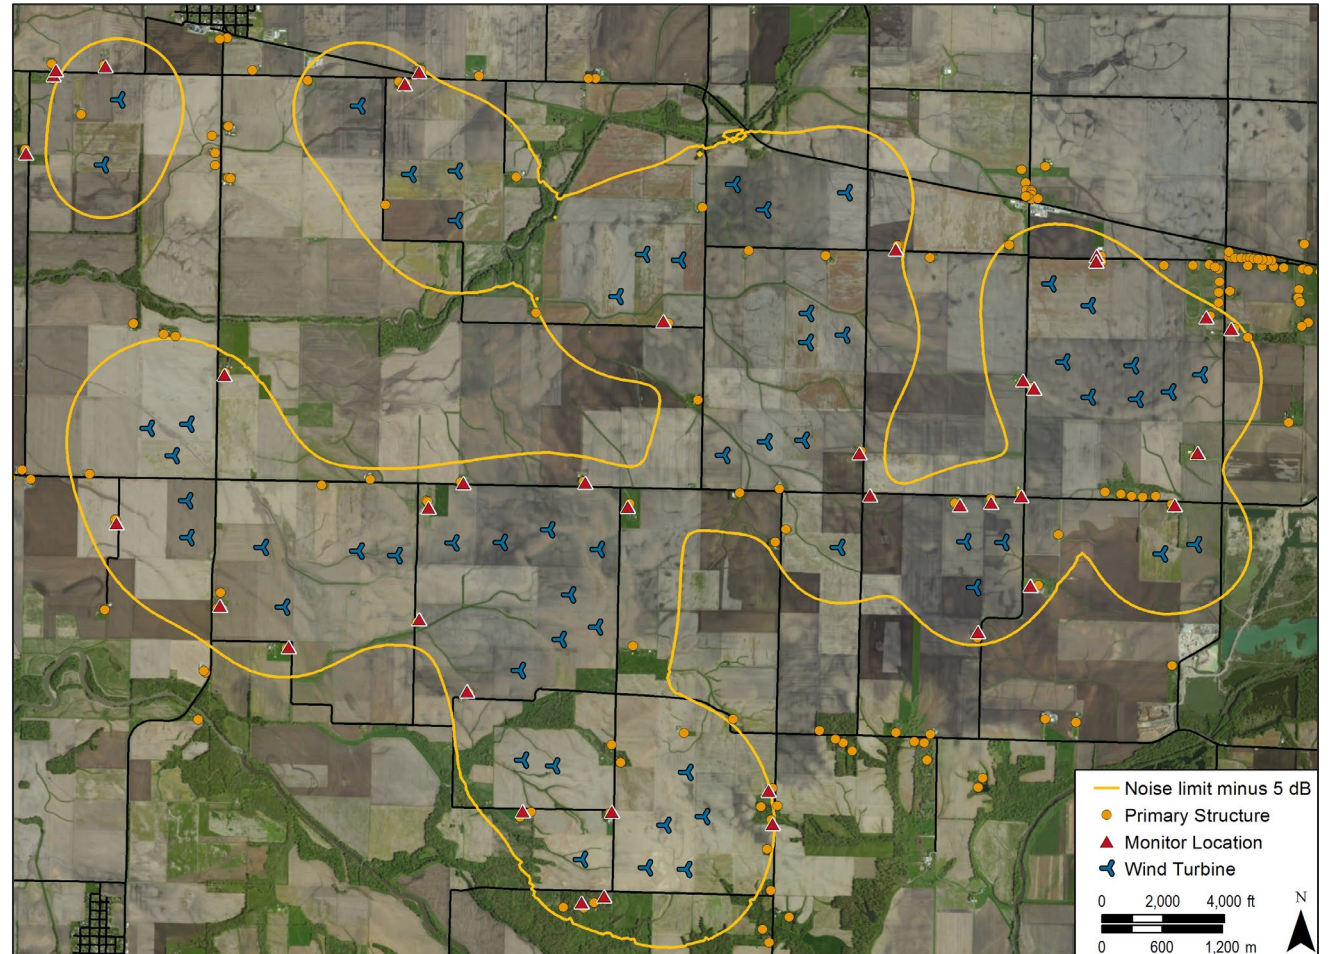 Noise limit minus 5 dB
Primary Structure
Monitor Location
Wind Turbine
0 2,000 4,000 ft
0 600 1,200 m
N